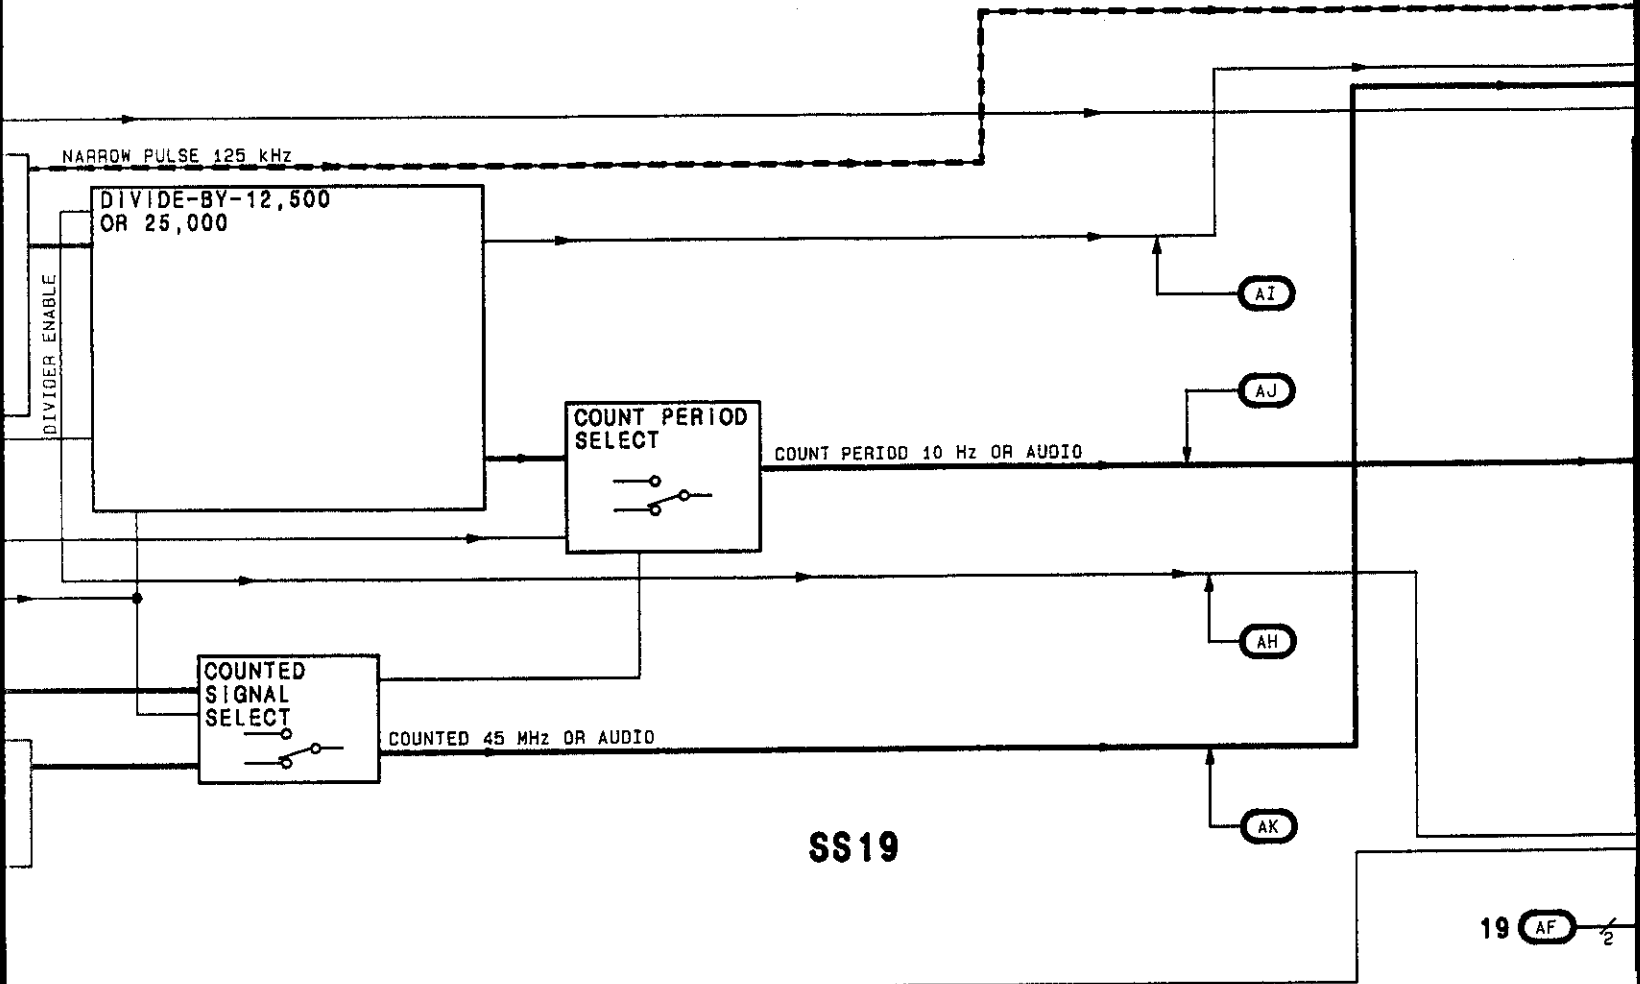 NARROW PULSE 125 kHz
DIVIDE-BY-12,500
OR 25,000
DIVIDER ENABLE
AI
AJ
COUNT PERIOD
SELECT
COUNT PERIOD 10 Hz OR AUDIO
AH
COUNTED
SIGNAL
SELECT
COUNTED 45 MHz OR AUDIO
AK
SS19
19 AF 2